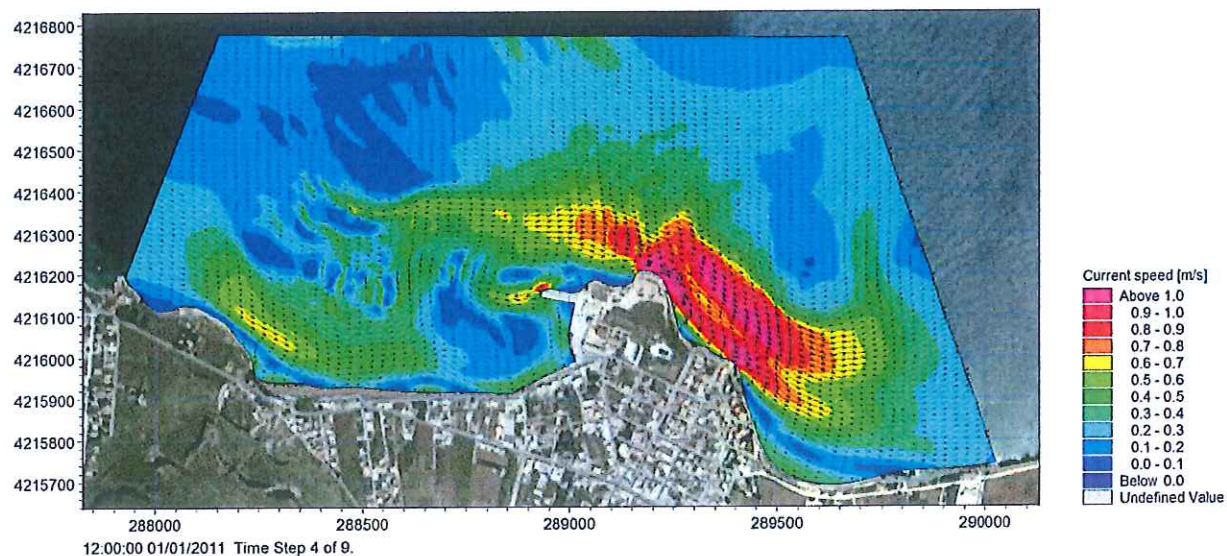 4216800
4216700
4216600
4216500
4216400
4216300
4216200
4216100
4216000
4215900
4215800
4215700
288000 288500 289000 289500 290000
12:00:00 01/01/2011 Time Step 4 of 9.
Current speed [m/s]
Above 1.0
0.9 - 1.0
0.8 - 0.9
0.7 - 0.8
0.6 - 0.7
0.5 - 0.6
0.4 - 0.5
0.3 - 0.4
0.2 - 0.3
0.1 - 0.2
0.0 - 0.1
Below 0.0
Undefined Value